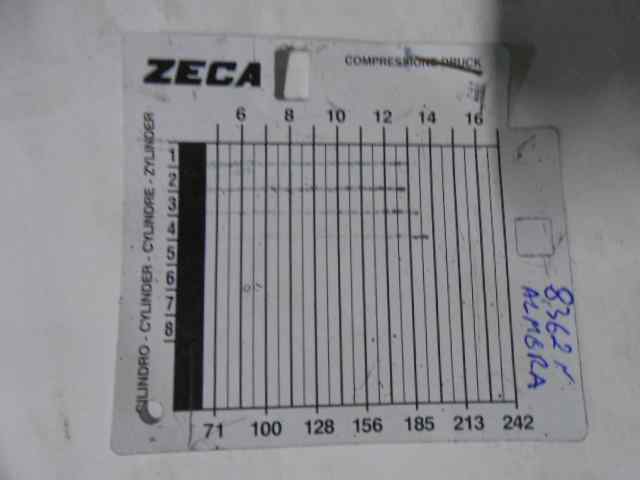 ZECA
COMPRESSIONE-DRUCK
6 8 10 12 14 16
CILINDRO - CYLINDER - CYLINDRE - ZYLINDER
1
2
3
4
5
6
7
8
71 100 128 156 185 213 242
8362
ALMBRA